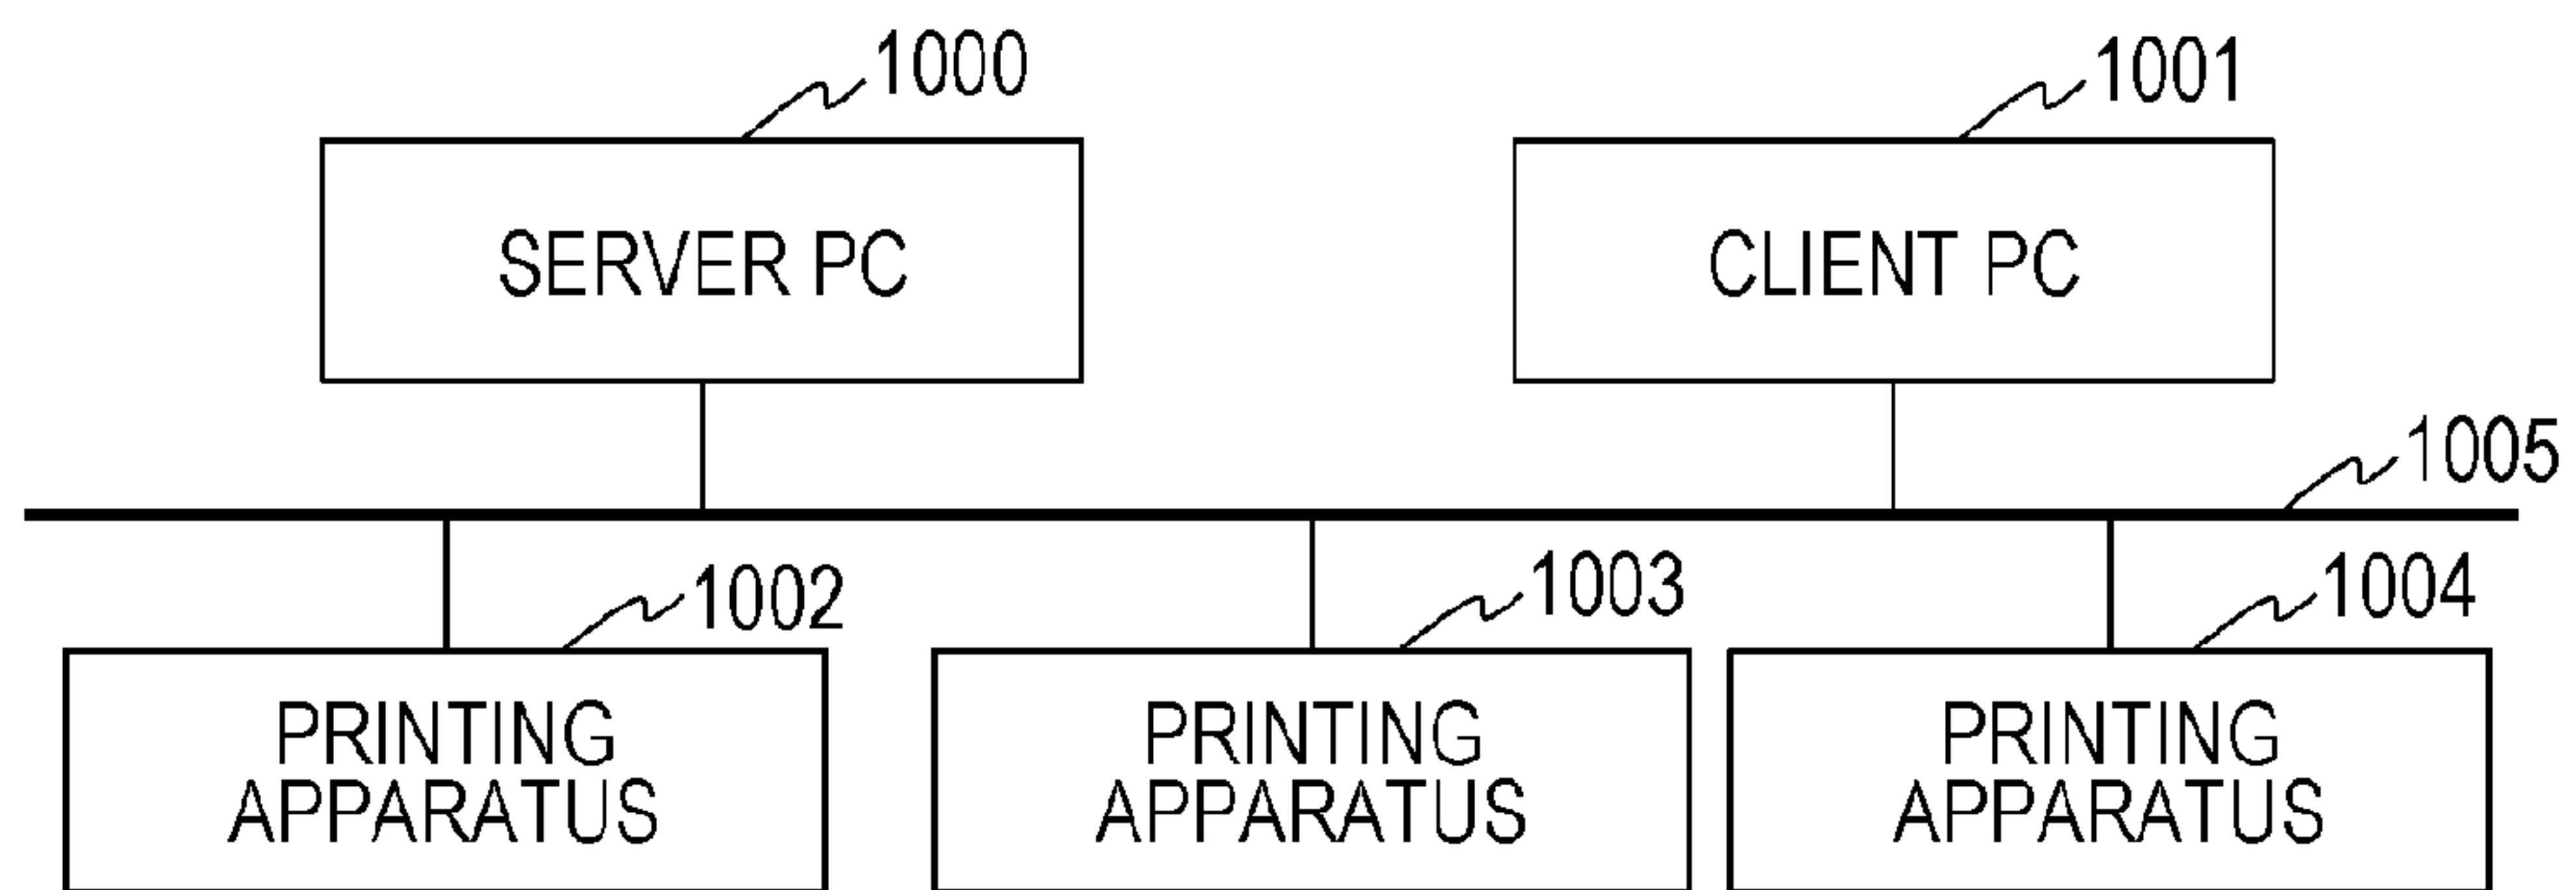 1000
1001
SERVER PC
CLIENT PC
1005
1002
1003
1004
PRINTING
APPARATUS
PRINTING
APPARATUS
PRINTING
APPARATUS